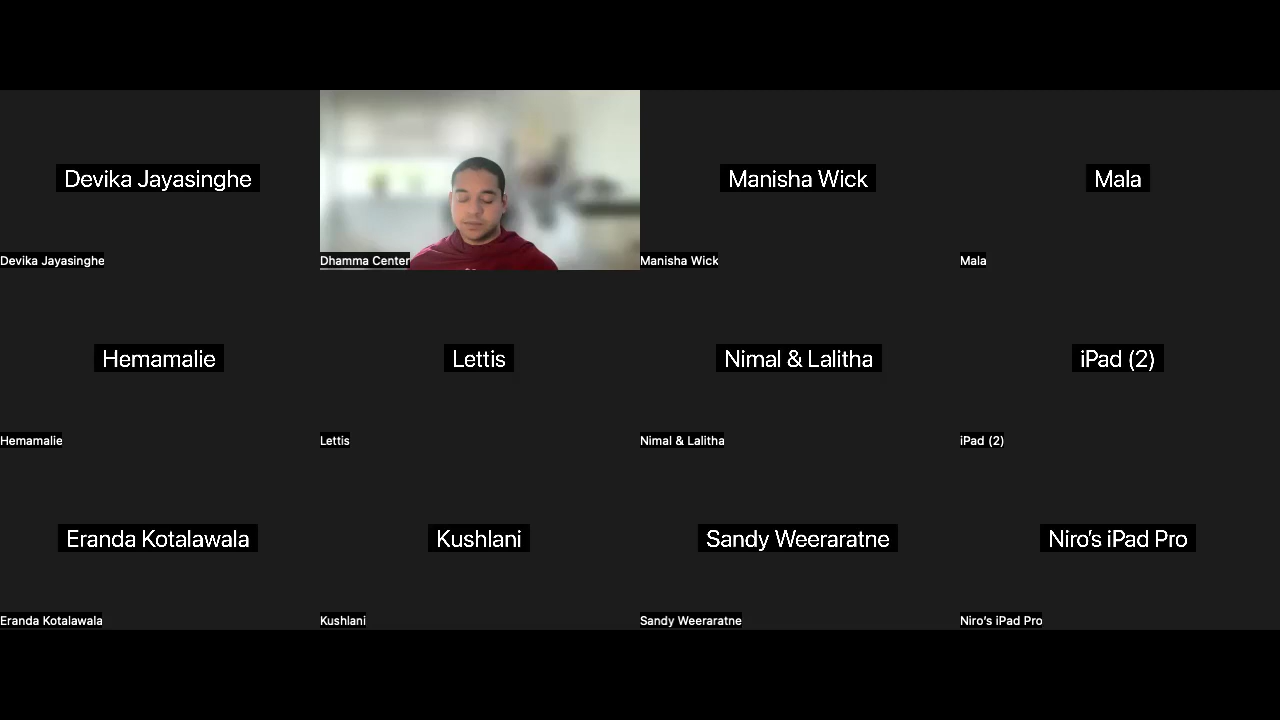 Devika Jayasinghe
Manisha Wick
Mala
Devika Jayasinghe
Dhamma Center
Manisha Wick
Mala
Hemamalie
Lettis
Nimal & Lalitha
iPad (2)
Hemamalie
Lettis
Nimal & Lalitha
iPad (2)
Eranda Kotalawala
Kushlani
Sandy Weeraratne
Niro's iPad Pro
Eranda Kotalawala
Kushlani
Sandy Weeraratne
Niro's iPad Pro